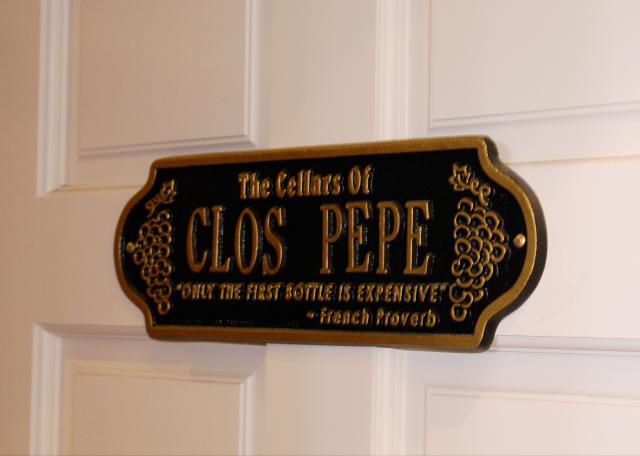 The Cellars Of
CLOS PEPE
"ONLY THE FIRST BOTTLE IS EXPENSIVE"
~French Proverb